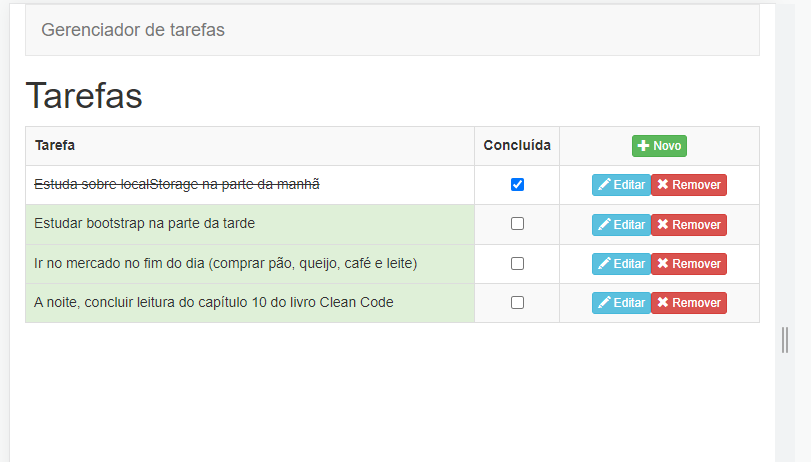 Gerenciador de tarefas
Tarefas
Tarefa Concluída Novo
Estuda sobre localStorage na parte da manhã Editar Remover
Estudar bootstrap na parte da tarde Editar Remover
Ir no mercado no fim do dia (comprar pão, queijo, café e leite) Editar Remover
A noite, concluir leitura do capítulo 10 do livro Clean Code Editar Remover